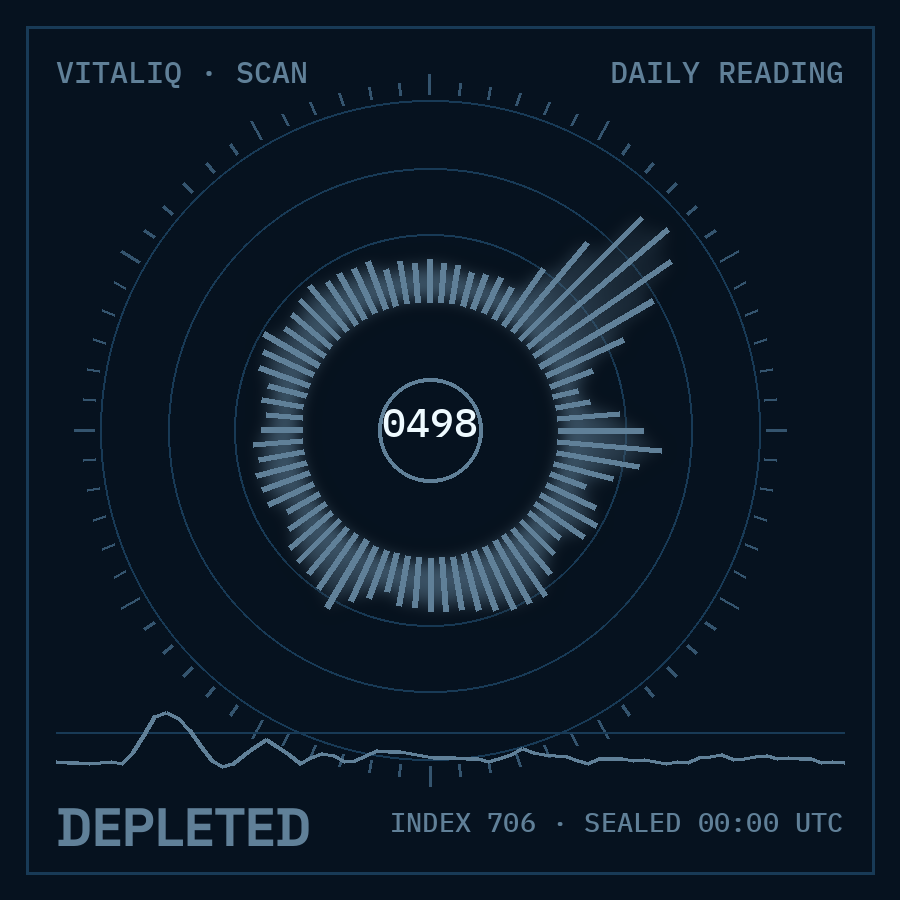 VITALIQ · SCAN
DAILY READING
0498
DEPLETED
INDEX 706 · SEALED 00:00 UTC